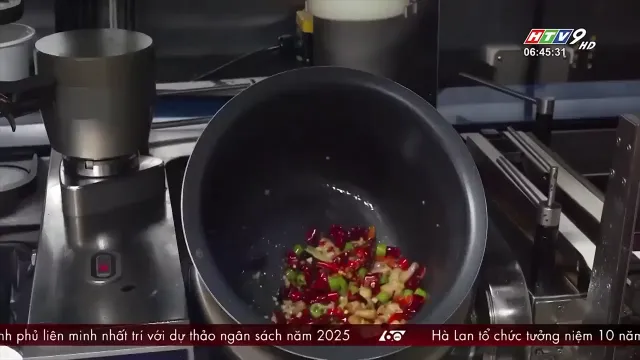 HTV9 HD
06:45:31
nh phủ liên minh nhất trí với dự thảo ngân sách năm 2025 60 Hà Lan tổ chức tưởng niệm 10 năm